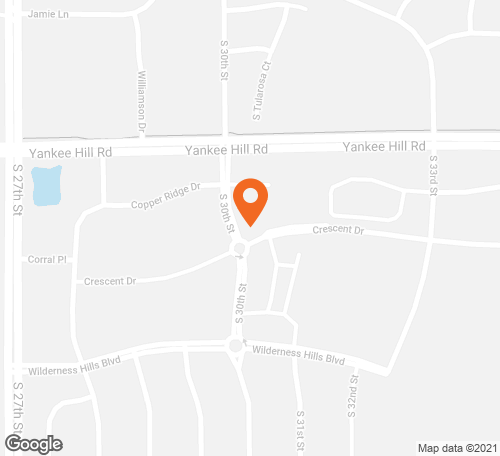 Jamie Ln
S 30th St
Williamson Dr
S Tularosa Ct
S 27th St
Yankee Hill Rd
Yankee Hill Rd
Yankee Hill Rd
S 33rd St
Copper Ridge Dr
S 30th St
Crescent Dr
Corral Pl
Crescent Dr
S 30th St
Wilderness Hills Blvd
Wilderness Hills Blvd
S 27th St
S 31st St
S 32nd St
Google
Map data ©2021